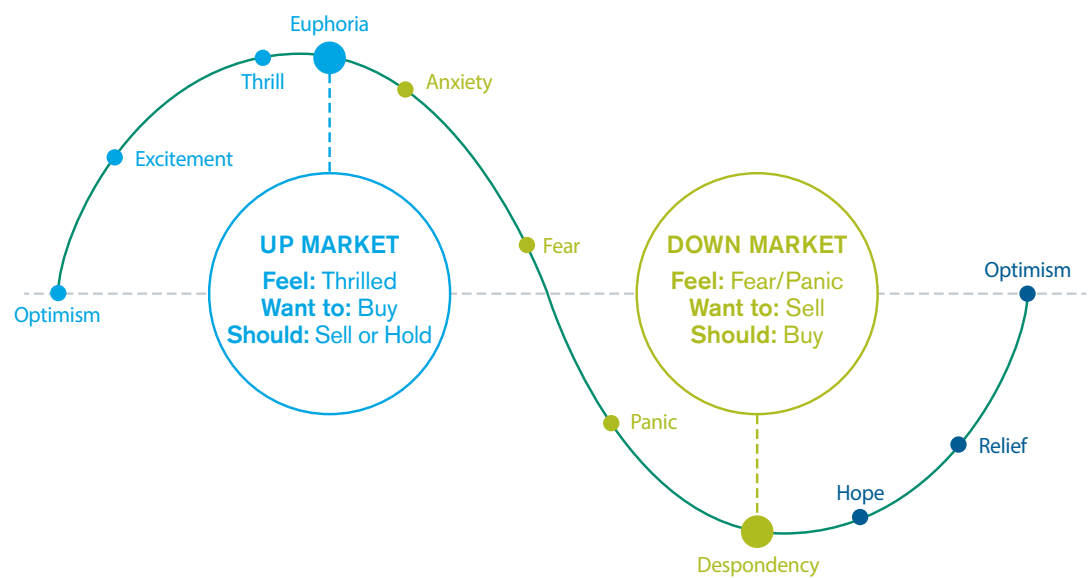 Euphoria
Thrill
Anxiety
Excitement
UP MARKET
Feel: Thrilled
Want to: Buy
Should: Sell or Hold
Optimism
Fear
DOWN MARKET
Feel: Fear/Panic
Want to: Sell
Should: Buy
Optimism
Panic
Relief
Hope
Despondency